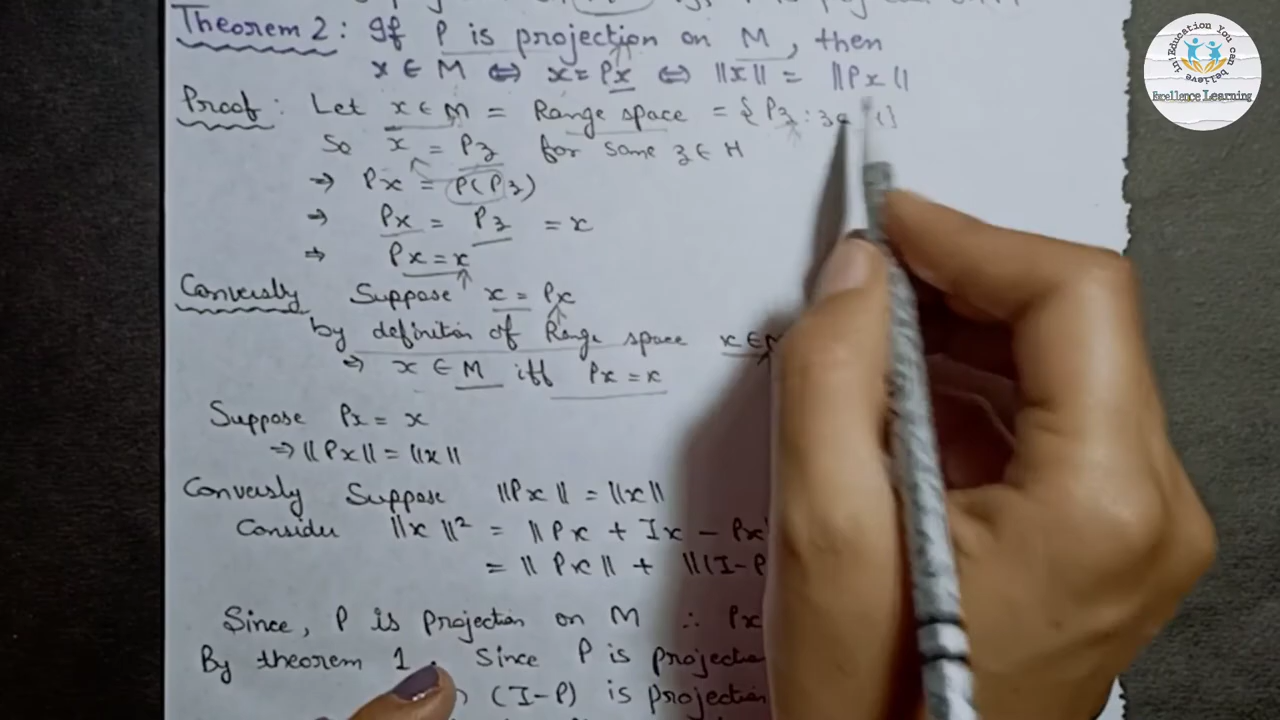 Theorem 2: If P is projection on M, then
x ∈ M ⇔ x = Px ⇔ ||x|| = ||Px||
Proof: Let x ∈ M = Range space = {Pz : z ∈
So x = Pz for some z ∈ H
⇒ Px = P(Pz)
⇒ Px = Pz = x
⇒ Px = x
Conversly Suppose x = Px
by definition of Range space x ∈ M
⇒ x ∈ M iff Px = x
Suppose Px = x
⇒ ||Px|| = ||x||
Conversly Suppose ||Px|| = ||x||
Consider ||x||² = ||Px + Ix - Px
= ||Px|| + ||(I-P
Since, P is projection on M ∴ Px
By theorem 1. Since P is projectio
(I-P) is projectio
Education You can believe in!
Excellence Learning